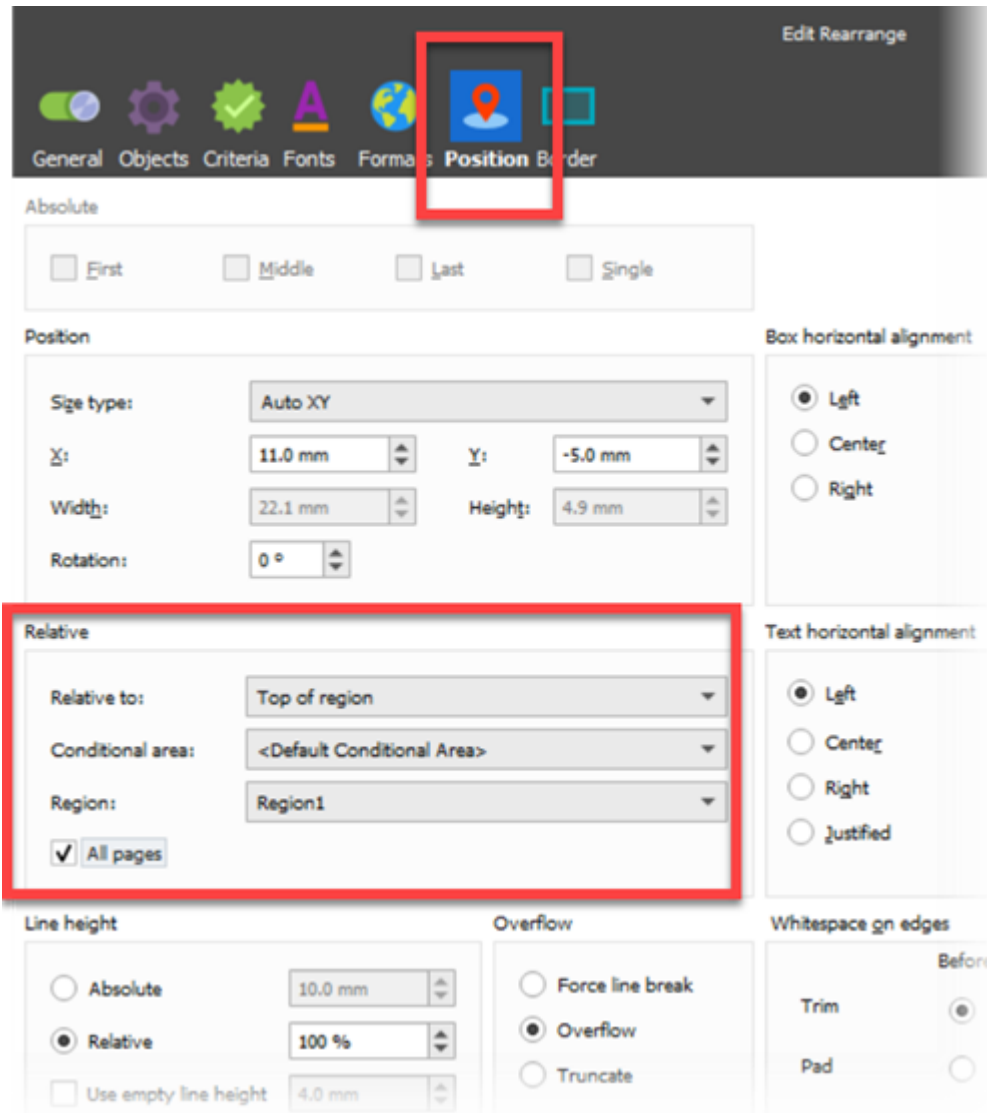 Edit Rearrange
General Objects Criteria Fonts Formats Position Border
Absolute
First Middle Last Single
Position
Box horizontal alignment
Size type: Auto XY
Left
X: 11.0 mm Y: -5.0 mm
Center
Width: 22.1 mm Height: 4.9 mm
Right
Rotation: 0 °
Relative
Text horizontal alignment
Relative to: Top of region
Left
Conditional area: <Default Conditional Area>
Center
Region: Region1
Right
All pages
Justified
Line height
Overflow
Whitespace on edges
Before
Absolute 10.0 mm
Force line break
Trim
Relative 100 %
Overflow
Use empty line height 4.0 mm
Truncate
Pad